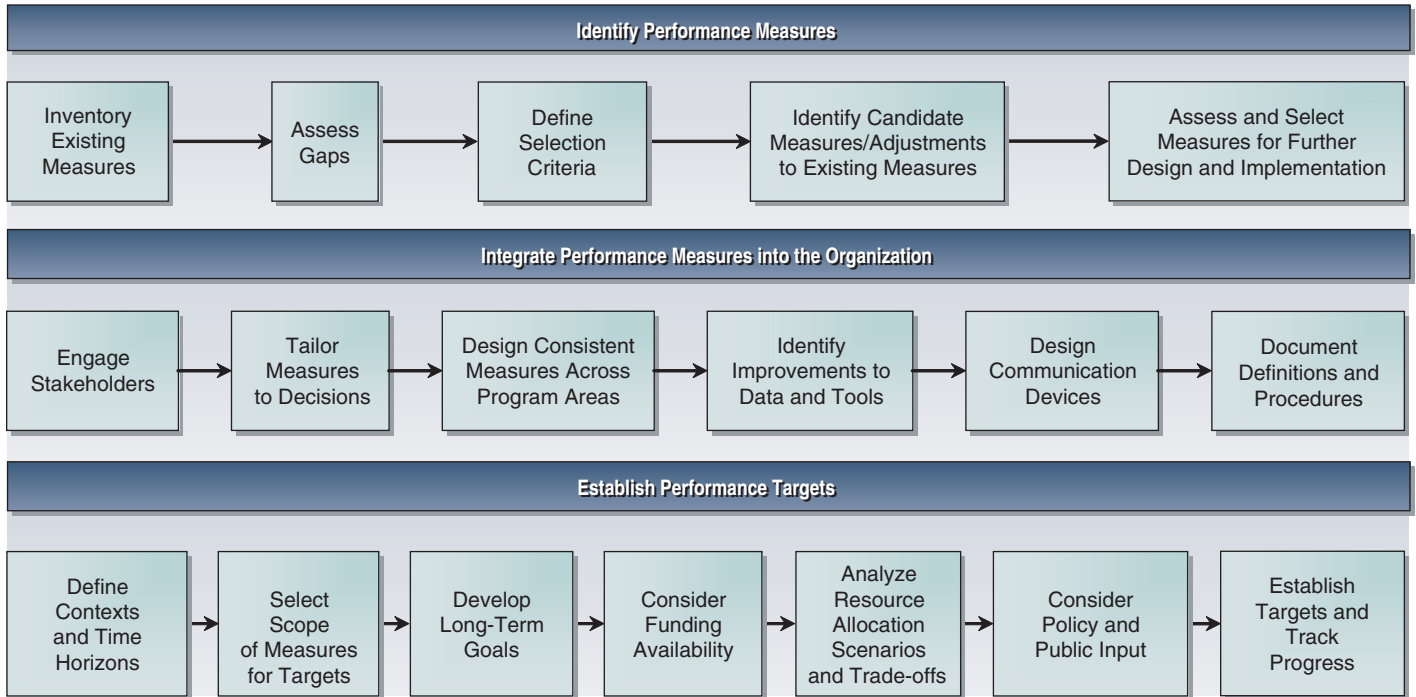 Identify Performance Measures
Inventory
Existing
Measures
Assess
Gaps
Define
Selection
Criteria
Identify Candidate
Measures/Adjustments
to Existing Measures
Assess and Select
Measures for Further
Design and Implementation
Integrate Performance Measures into the Organization
Engage
Stakeholders
Tailor
Measures
to Decisions
Design Consistent
Measures Across
Program Areas
Identify
Improvements to
Data and Tools
Design
Communication
Devices
Document
Definitions and
Procedures
Establish Performance Targets
Define
Contexts
and Time
Horizons
Select
Scope
of Measures
for Targets
Develop
Long-Term
Goals
Consider
Funding
Availability
Analyze
Resource
Allocation
Scenarios
and Trade-offs
Consider
Policy and
Public Input
Establish
Targets and
Track
Progress